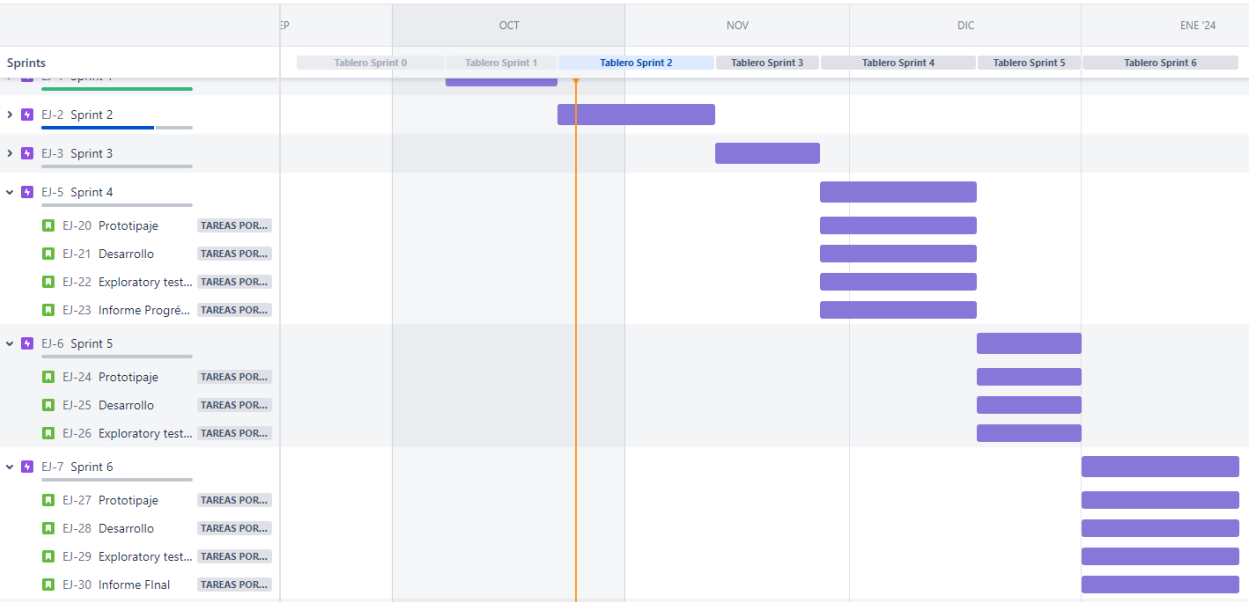 EP OCT NOV DIC ENE '24
Sprints Tablero Sprint 0 Tablero Sprint 1 Tablero Sprint 2 Tablero Sprint 3 Tablero Sprint 4 Tablero Sprint 5 Tablero Sprint 6
EJ-2 Sprint 2
EJ-3 Sprint 3
EJ-5 Sprint 4
EJ-20 Prototipaje TAREAS POR...
EJ-21 Desarrollo TAREAS POR...
EJ-22 Exploratory test... TAREAS POR...
EJ-23 Informe Progré... TAREAS POR...
EJ-6 Sprint 5
EJ-24 Prototipaje TAREAS POR...
EJ-25 Desarrollo TAREAS POR...
EJ-26 Exploratory test... TAREAS POR...
EJ-7 Sprint 6
EJ-27 Prototipaje TAREAS POR...
EJ-28 Desarrollo TAREAS POR...
EJ-29 Exploratory test... TAREAS POR...
EJ-30 Informe FInal TAREAS POR...